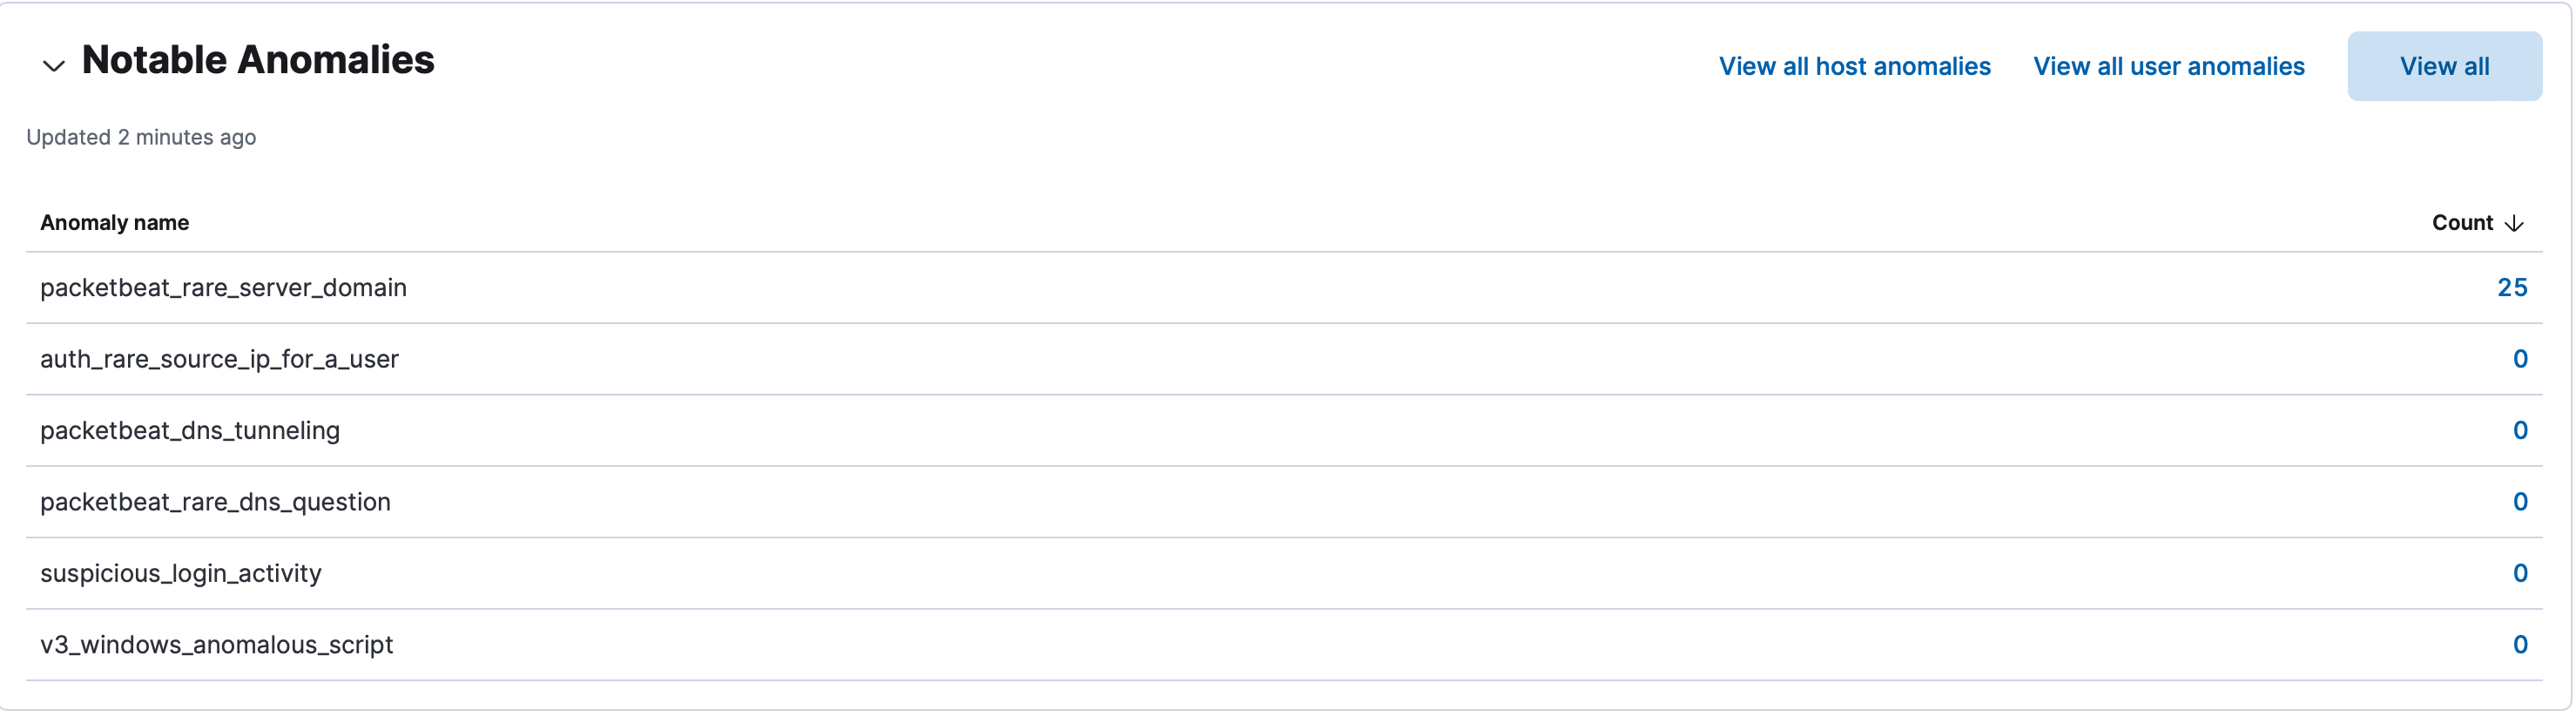 Notable Anomalies
View all host anomalies
View all user anomalies
View all
Updated 2 minutes ago
Anomaly name Count
packetbeat_rare_server_domain 25
auth_rare_source_ip_for_a_user 0
packetbeat_dns_tunneling 0
packetbeat_rare_dns_question 0
suspicious_login_activity 0
v3_windows_anomalous_script 0